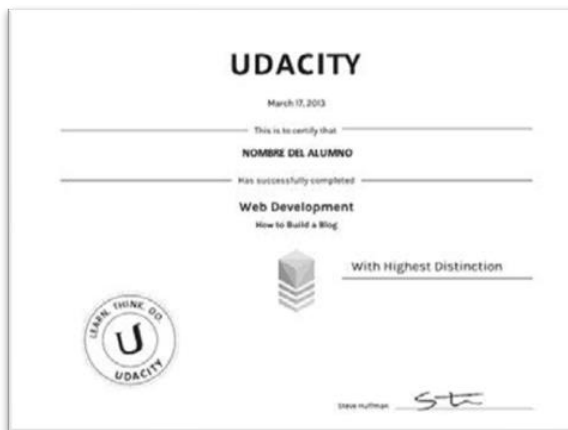 UDACITY
March 17, 2013
This is to certify that
NOMBRE DEL ALUMNO
Has successfully completed
Web Development
How to Build a Blog
With Highest Distinction
LEARN. THINK. DO.
U
UDACITY
Steve Huffman